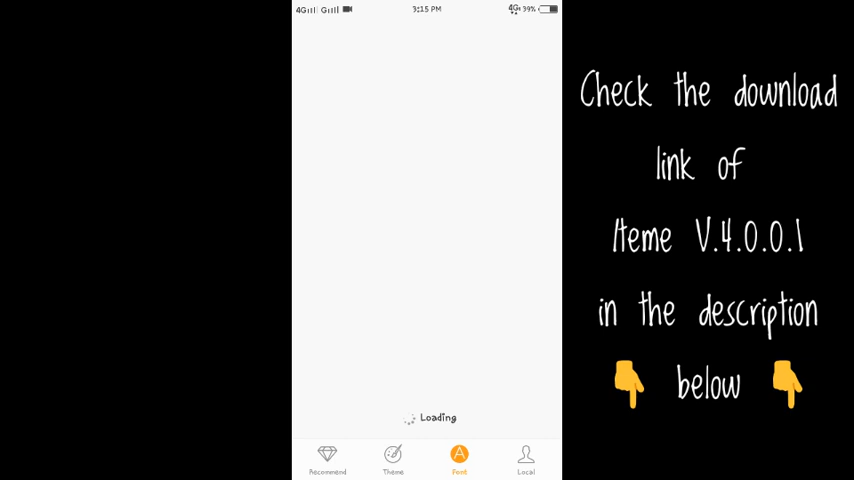 4G G 3:15 PM 4G 39%
Check the download
link of
Iteme V.4.0.0.1
in the description
below
Loading
Recommend Theme Font Local